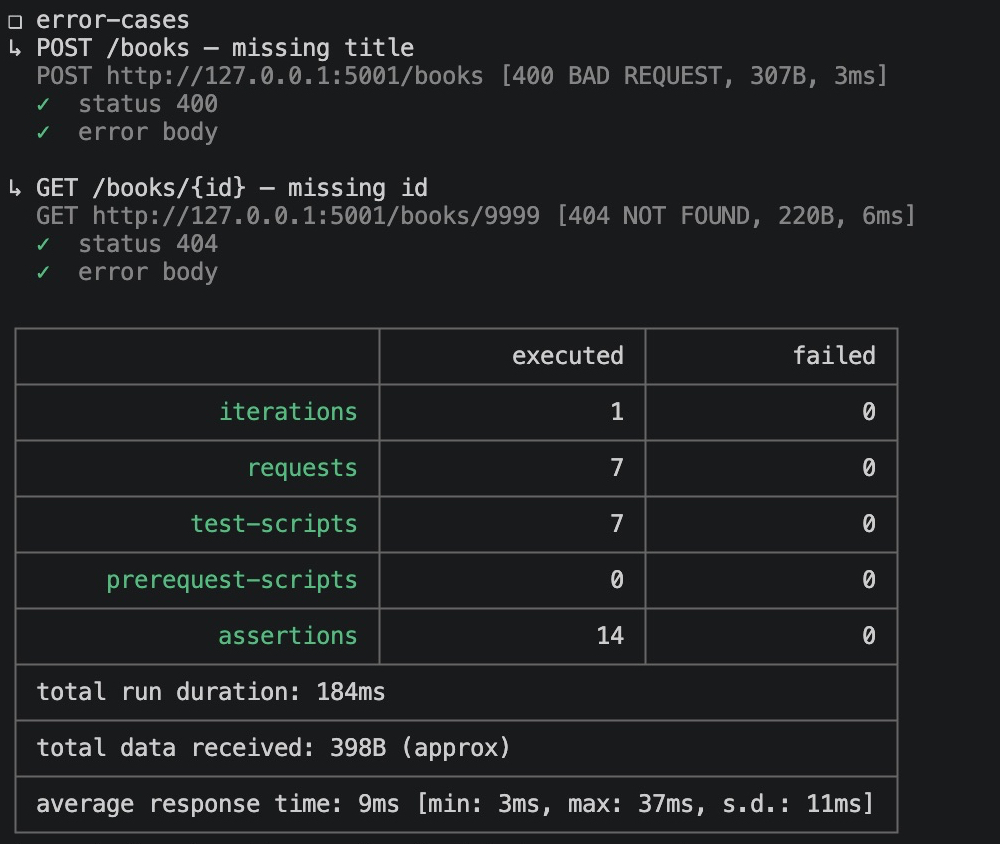 ❏ error-cases
↳ POST /books – missing title
POST http://127.0.0.1:5001/books [400 BAD REQUEST, 307B, 3ms]
✓ status 400
✓ error body
↳ GET /books/{id} – missing id
GET http://127.0.0.1:5001/books/9999 [404 NOT FOUND, 220B, 6ms]
✓ status 404
✓ error body
executed failed
iterations 1 0
requests 7 0
test-scripts 7 0
prerequest-scripts 0 0
assertions 14 0
total run duration: 184ms
total data received: 398B (approx)
average response time: 9ms [min: 3ms, max: 37ms, s.d.: 11ms]